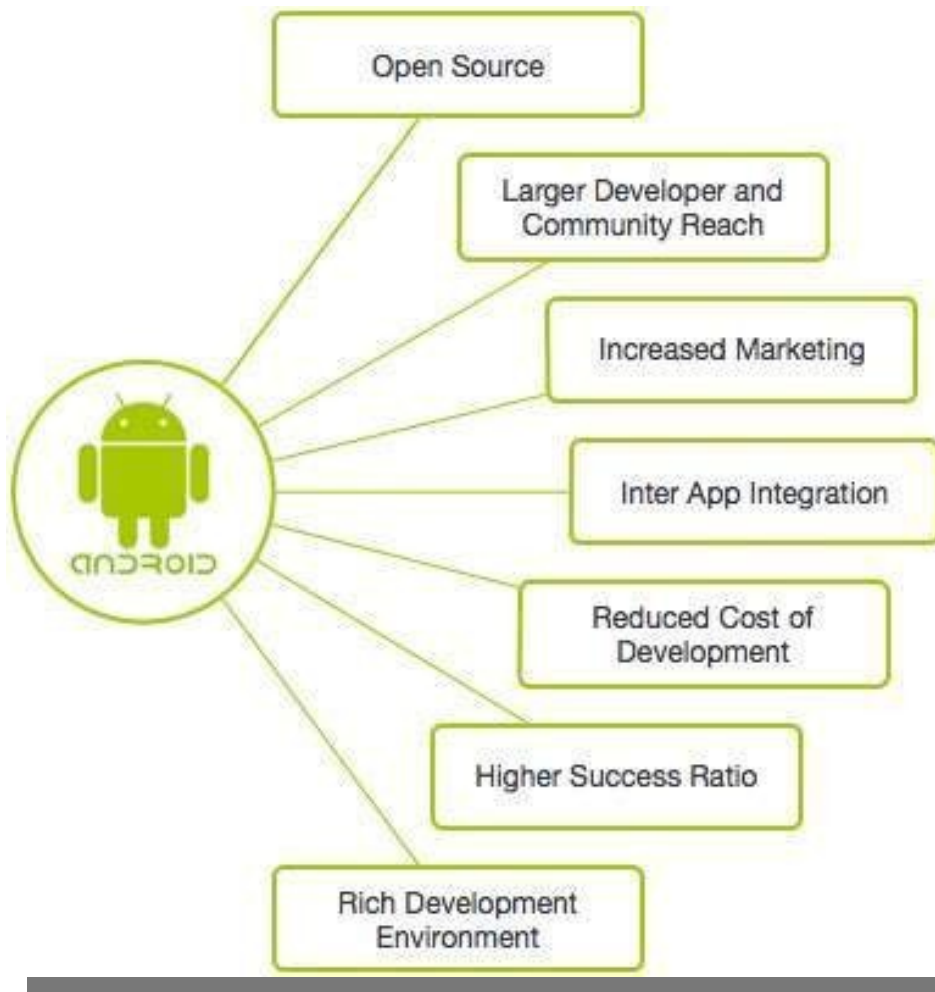 Open Source
Larger Developer and
Community Reach
Increased Marketing
Inter App Integration
ANDROID
Reduced Cost of
Development
Higher Success Ratio
Rich Development
Environment